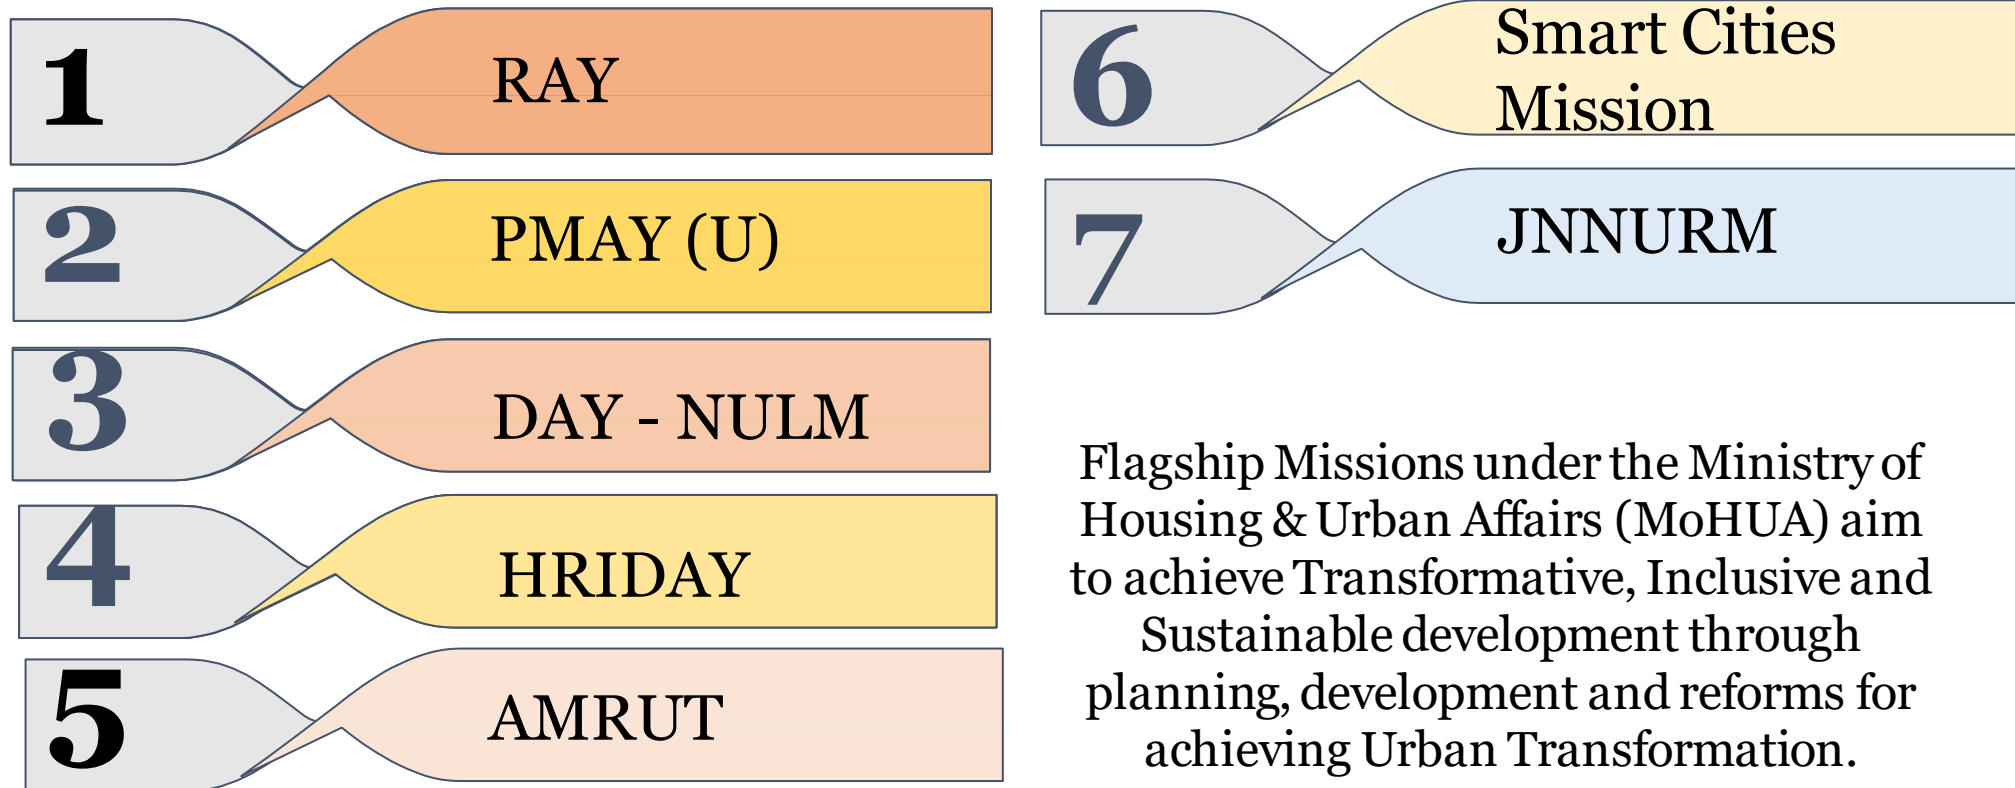 1
RAY
2
PMAY (U)
3
DAY - NULM
4
HRIDAY
5
AMRUT
6
Smart Cities
Mission
7
JNNURM
Flagship Missions under the Ministry of
Housing & Urban Affairs (MoHUA) aim
to achieve Transformative, Inclusive and
Sustainable development through
planning, development and reforms for
achieving Urban Transformation.